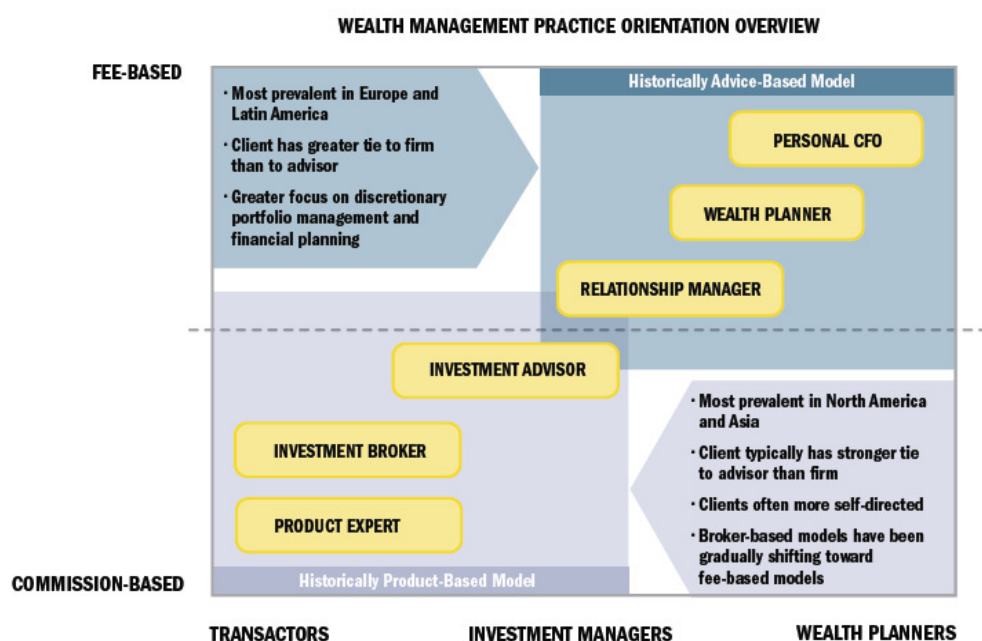 WEALTH MANAGEMENT PRACTICE ORIENTATION OVERVIEW
FEE-BASED
· Most prevalent in Europe and
Latin America
· Client has greater tie to firm
than to advisor
· Greater focus on discretionary
portfolio management and
financial planning
Historically Advice-Based Model
PERSONAL CFO
WEALTH PLANNER
RELATIONSHIP MANAGER
INVESTMENT ADVISOR
INVESTMENT BROKER
PRODUCT EXPERT
· Most prevalent in North America
and Asia
· Client typically has stronger tie
to advisor than firm
· Clients often more self-directed
· Broker-based models have been
gradually shifting toward
fee-based models
COMMISSION-BASED
Historically Product-Based Model
TRANSACTORS
INVESTMENT MANAGERS
WEALTH PLANNERS